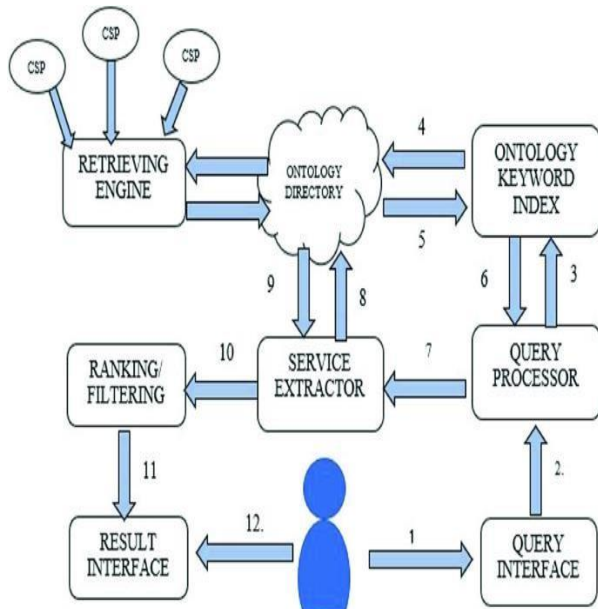 CSP
CSP
CSP
RETRIEVING
ENGINE
ONTOLOGY
DIRECTORY
4
5
ONTOLOGY
KEYWORD
INDEX
9
8
6
3
RANKING/
FILTERING
10
SERVICE
EXTRACTOR
7
QUERY
PROCESSOR
11
2.
RESULT
INTERFACE
12.
1
QUERY
INTERFACE